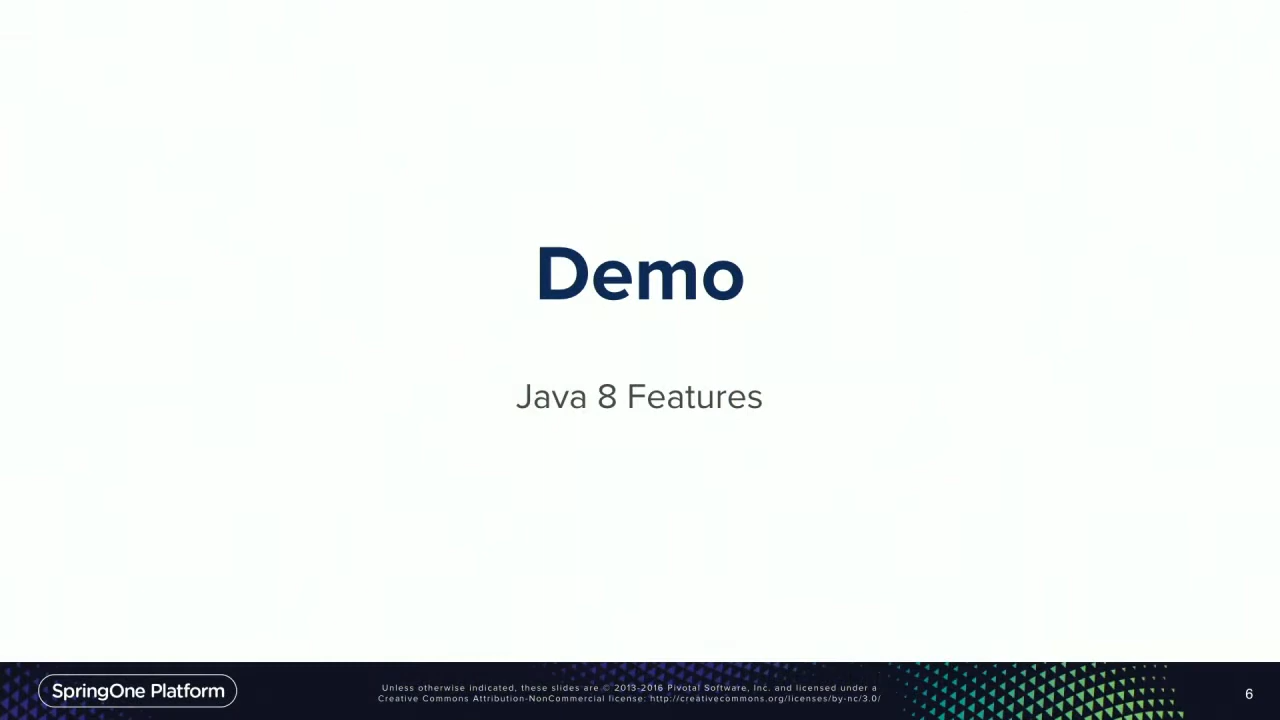 Demo
Java 8 Features
SpringOne Platform
Unless otherwise indicated, these slides are © 2013-2016 Pivotal Software, Inc. and licensed under a
Creative Commons Attribution-NonCommercial license: http://creativecommons.org/licenses/by-nc/3.0/
6